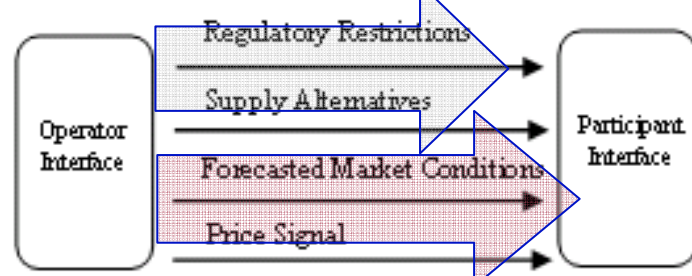 Regulatory Restrictions
Supply Alternatives
Operator
Interface
Participant
Interface
Forecasted Market Conditions
Price Signal